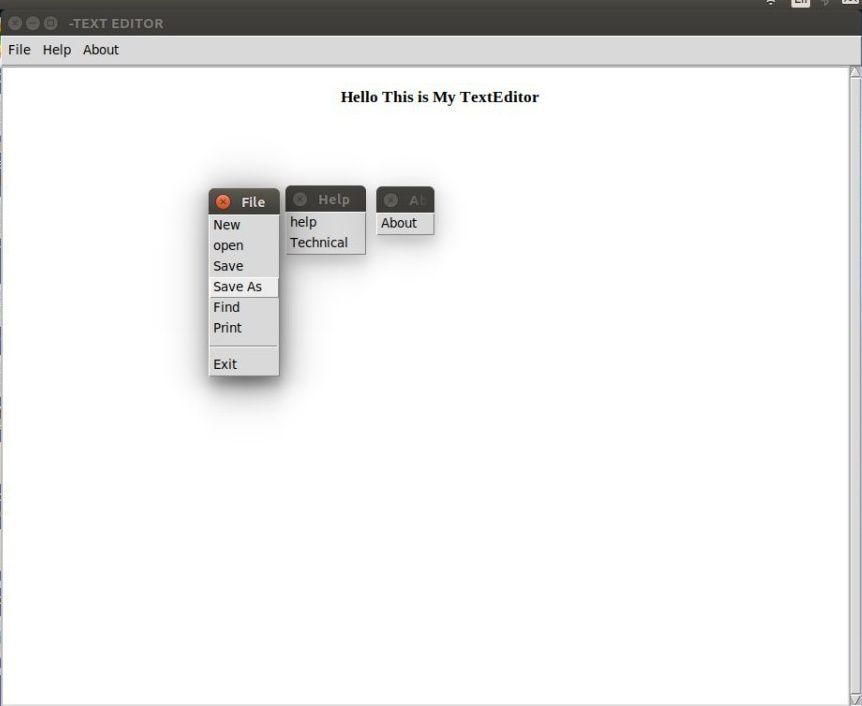 -TEXT EDITOR
File Help About
Hello This is My TextEditor
File
New
open
Save
Save As
Find
Print
Exit
Help
help
Technical
Ab
About